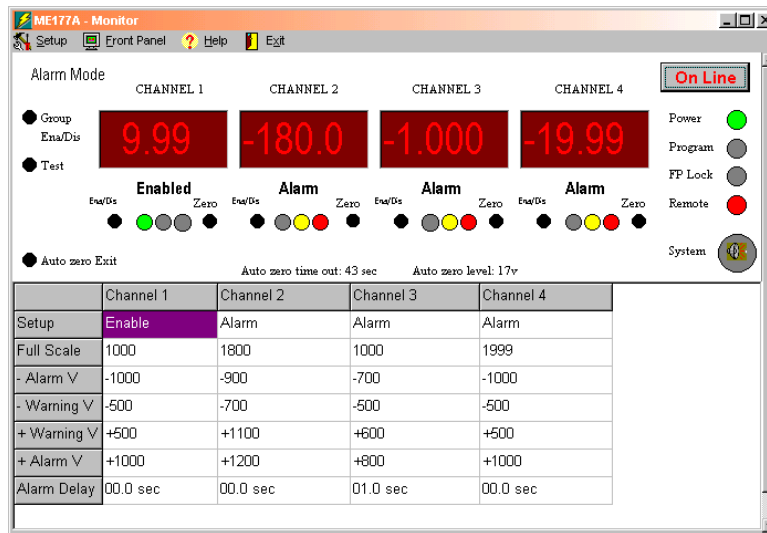 ME177A - Monitor
Setup Front Panel Help Exit
Alarm Mode
CHANNEL 1 CHANNEL 2 CHANNEL 3 CHANNEL 4
On Line
Group
Ena/Dis
Test
9.99 -180.0 -1.000 -19.99
Power
Program
FP Lock
Remote
System
Enabled Alarm Alarm Alarm
Ena/Dis Zero Ena/Dis Zero Ena/Dis Zero Ena/Dis Zero
Auto zero Exit
Auto zero time out: 43 sec Auto zero level: 17v
Channel 1 Channel 2 Channel 3 Channel 4
Setup Enable Alarm Alarm Alarm
Full Scale 1000 1800 1000 1999
- Alarm V -1000 -900 -700 -1000
- Warning V -500 -700 -500 -500
+ Warning V +500 +1100 +600 +500
+ Alarm V +1000 +1200 +800 +1000
Alarm Delay 00.0 sec 00.0 sec 01.0 sec 00.0 sec